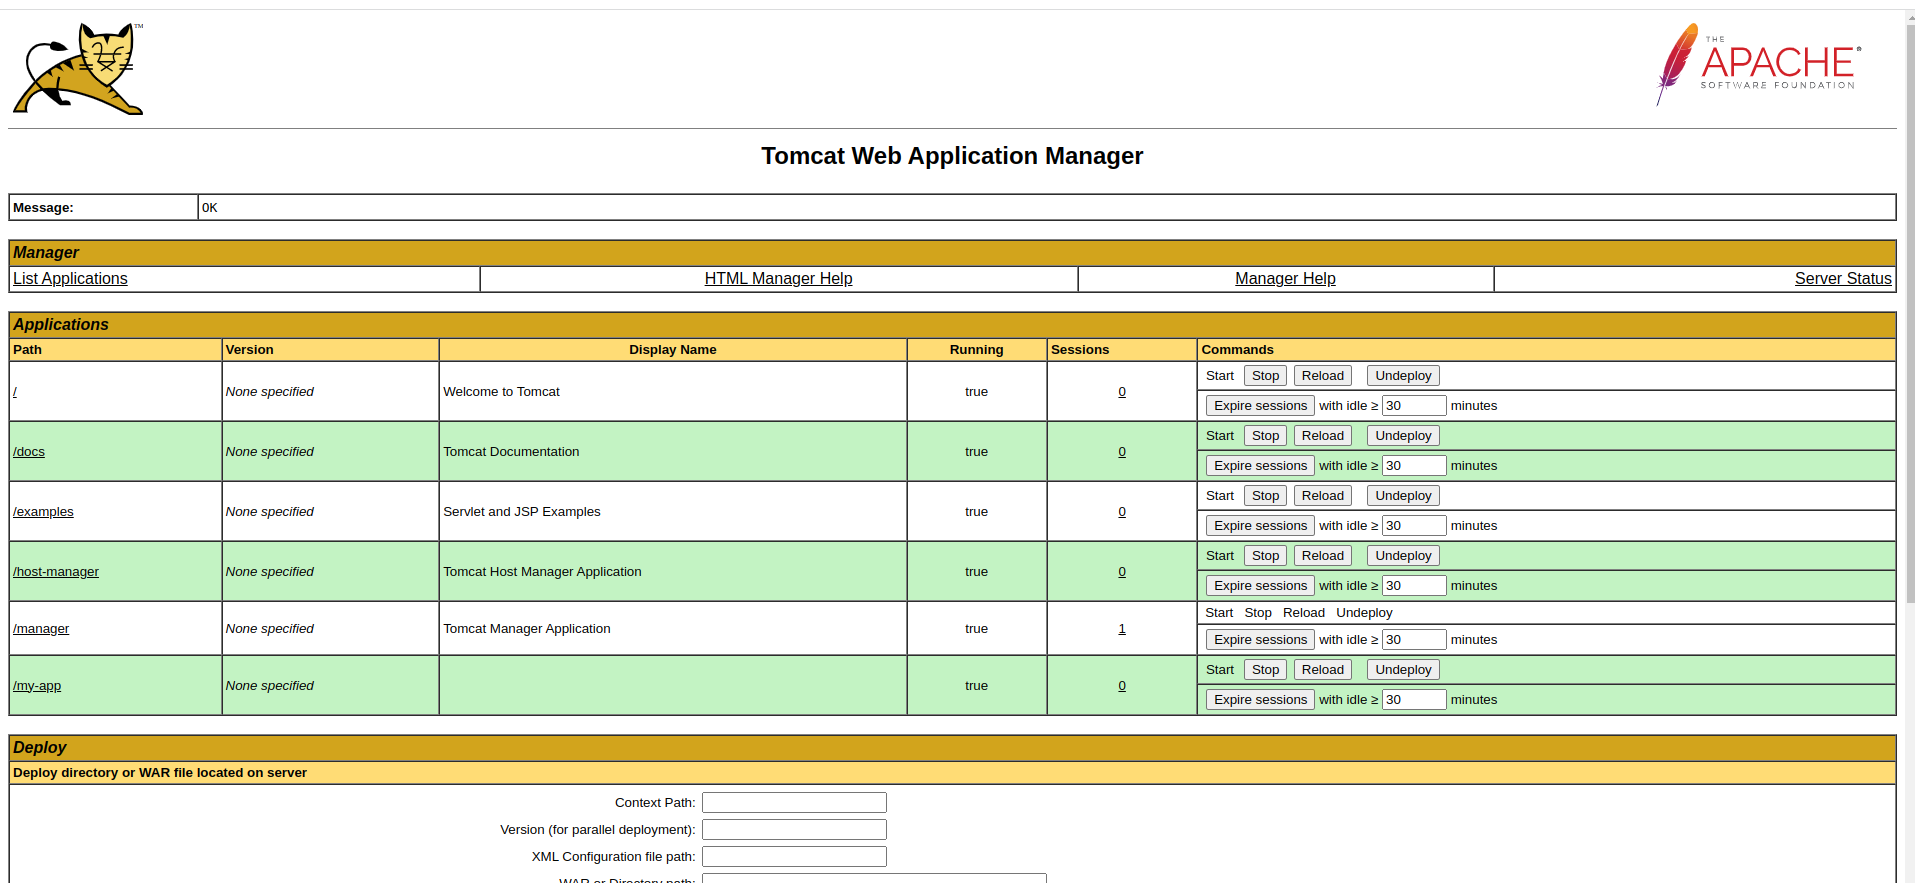 TM
THE
APACHE®
SOFTWARE FOUNDATION
Tomcat Web Application Manager
Message: OK
Manager
List Applications HTML Manager Help Manager Help Server Status
Applications
Path Version Display Name Running Sessions Commands
/ None specified Welcome to Tomcat true 0 Start Stop Reload Undeploy
Expire sessions with idle ≥ 30 minutes
/docs None specified Tomcat Documentation true 0 Start Stop Reload Undeploy
Expire sessions with idle ≥ 30 minutes
/examples None specified Servlet and JSP Examples true 0 Start Stop Reload Undeploy
Expire sessions with idle ≥ 30 minutes
/host-manager None specified Tomcat Host Manager Application true 0 Start Stop Reload Undeploy
Expire sessions with idle ≥ 30 minutes
/manager None specified Tomcat Manager Application true 1 Start Stop Reload Undeploy
Expire sessions with idle ≥ 30 minutes
/my-app None specified true 0 Start Stop Reload Undeploy
Expire sessions with idle ≥ 30 minutes
Deploy
Deploy directory or WAR file located on server
Context Path:
Version (for parallel deployment):
XML Configuration file path:
WAR or Directory path: